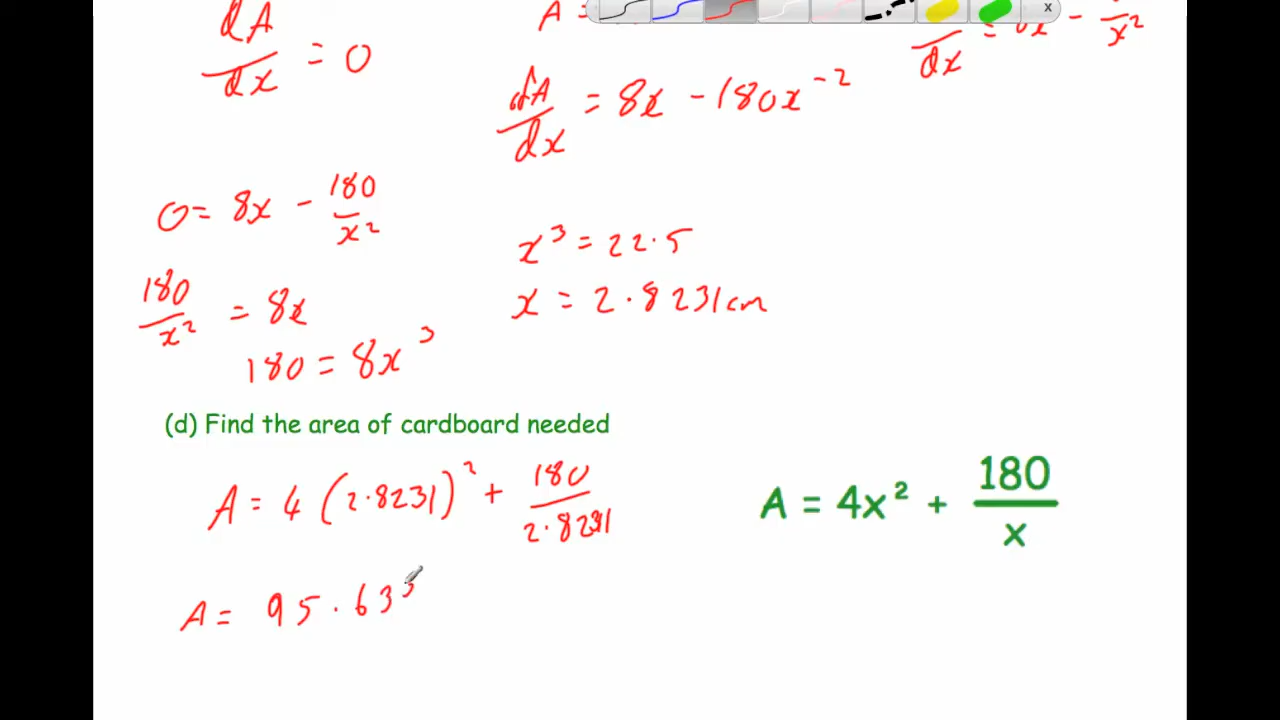 dA/dx = 0
A =
dA/dx = 8x - 180x⁻²
0 = 8x - 180/x²
180/x² = 8x
180 = 8x³
x³ = 22.5
x = 2.8231cm
(d) Find the area of cardboard needed
A = 4(2.8231)² + 180/2.8231
A = 4x² + 180/x
A = 95.63